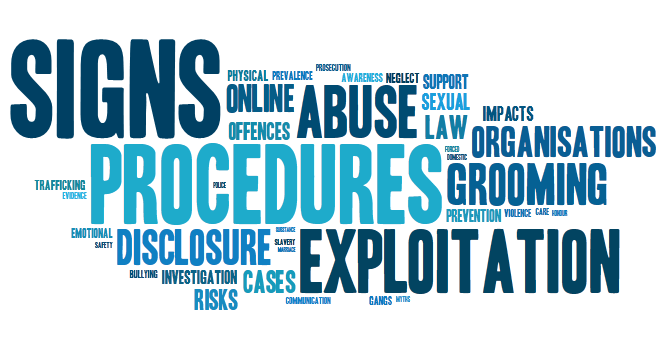 SIGNS
PHYSICAL
PREVALENCE
PROSECUTION
AWARENESS
NEGLECT
SUPPORT
ONLINE
ABUSE
SEXUAL
OFFENCES
LAW
IMPACTS
ORGANISATIONS
PROCEDURES
FORCED
DOMESTIC
GROOMING
TRAFFICKING
EVIDENCE
POLICE
PREVENTION
VIOLENCE
CARE
HONOUR
EMOTIONAL
SAFETY
DISCLOSURE
SUBSTANCE
SLAVERY
MARRIAGE
EXPLOITATION
BULLYING
INVESTIGATION
CASES
RISKS
COMMUNICATION
GANGS
MYTHS